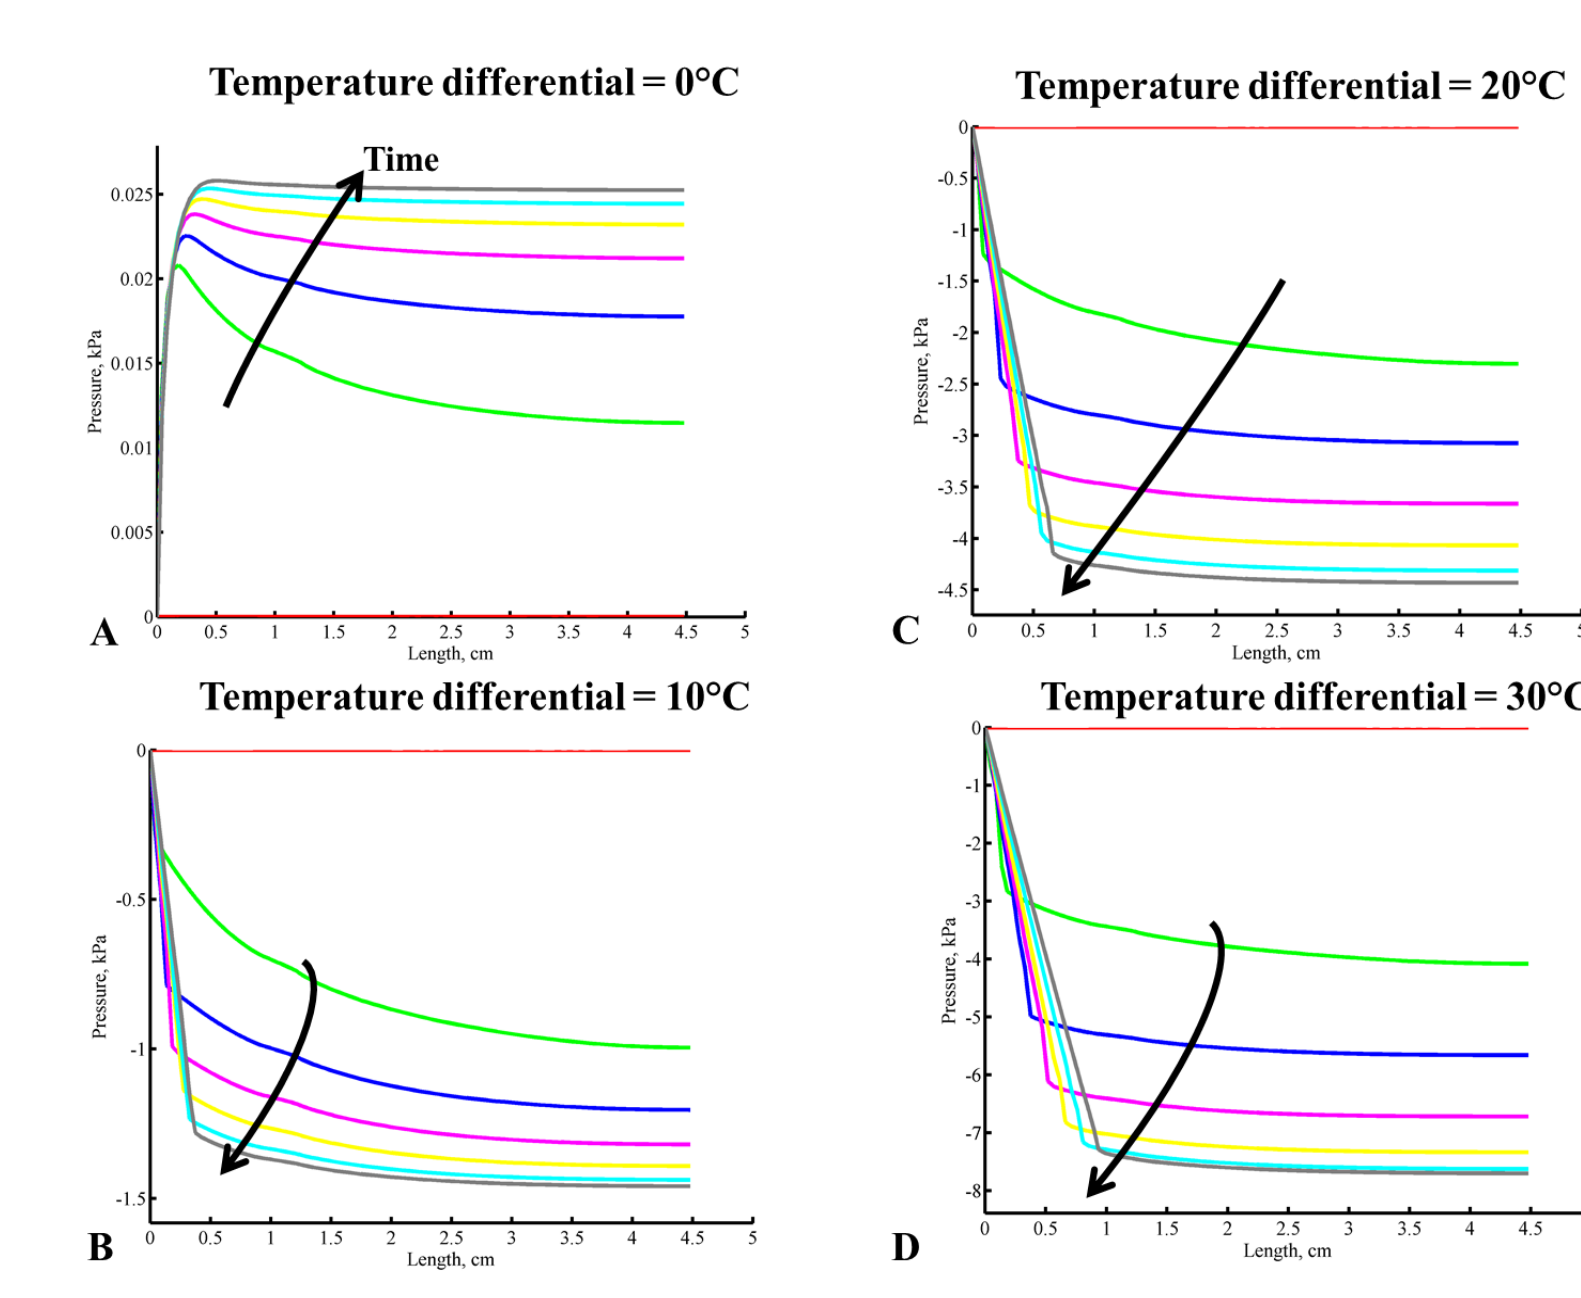 Temperature differential = 0°C
Time
0.025
0.02
0.015
0.01
0.005
0
Pressure, kPa
0 0.5 1 1.5 2 2.5 3 3.5 4 4.5 5
Length, cm
A
Temperature differential = 20°C
0
-0.5
-1
-1.5
-2
-2.5
-3
-3.5
-4
-4.5
Pressure, kPa
0 0.5 1 1.5 2 2.5 3 3.5 4 4.5 5
Length, cm
C
Temperature differential = 10°C
0
-0.5
-1
-1.5
Pressure, kPa
0 0.5 1 1.5 2 2.5 3 3.5 4 4.5 5
Length, cm
B
Temperature differential = 30°C
0
-1
-2
-3
-4
-5
-6
-7
-8
Pressure, kPa
0 0.5 1 1.5 2 2.5 3 3.5 4 4.5
Length, cm
D